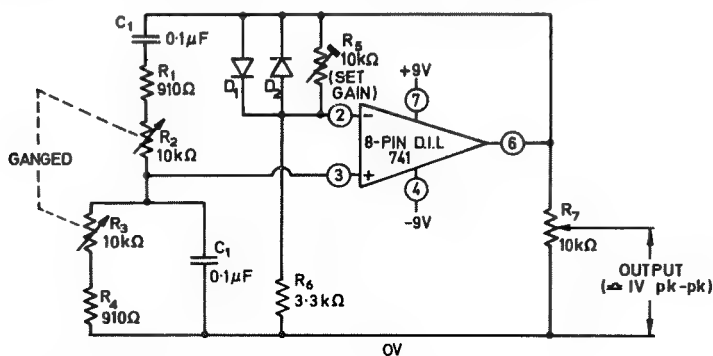 C1
0·1µF
R1
910Ω
R2
10kΩ
GANGED
R3
10kΩ
R4
910Ω
C1
0·1µF
D1
D2
R5
10kΩ
(SET
GAIN)
R6
3·3kΩ
+9V
7
2
-
8-PIN D.I.L
741
6
3
+
4
-9V
R7
10kΩ
OUTPUT
(≏ 1V pk-pk)
0V